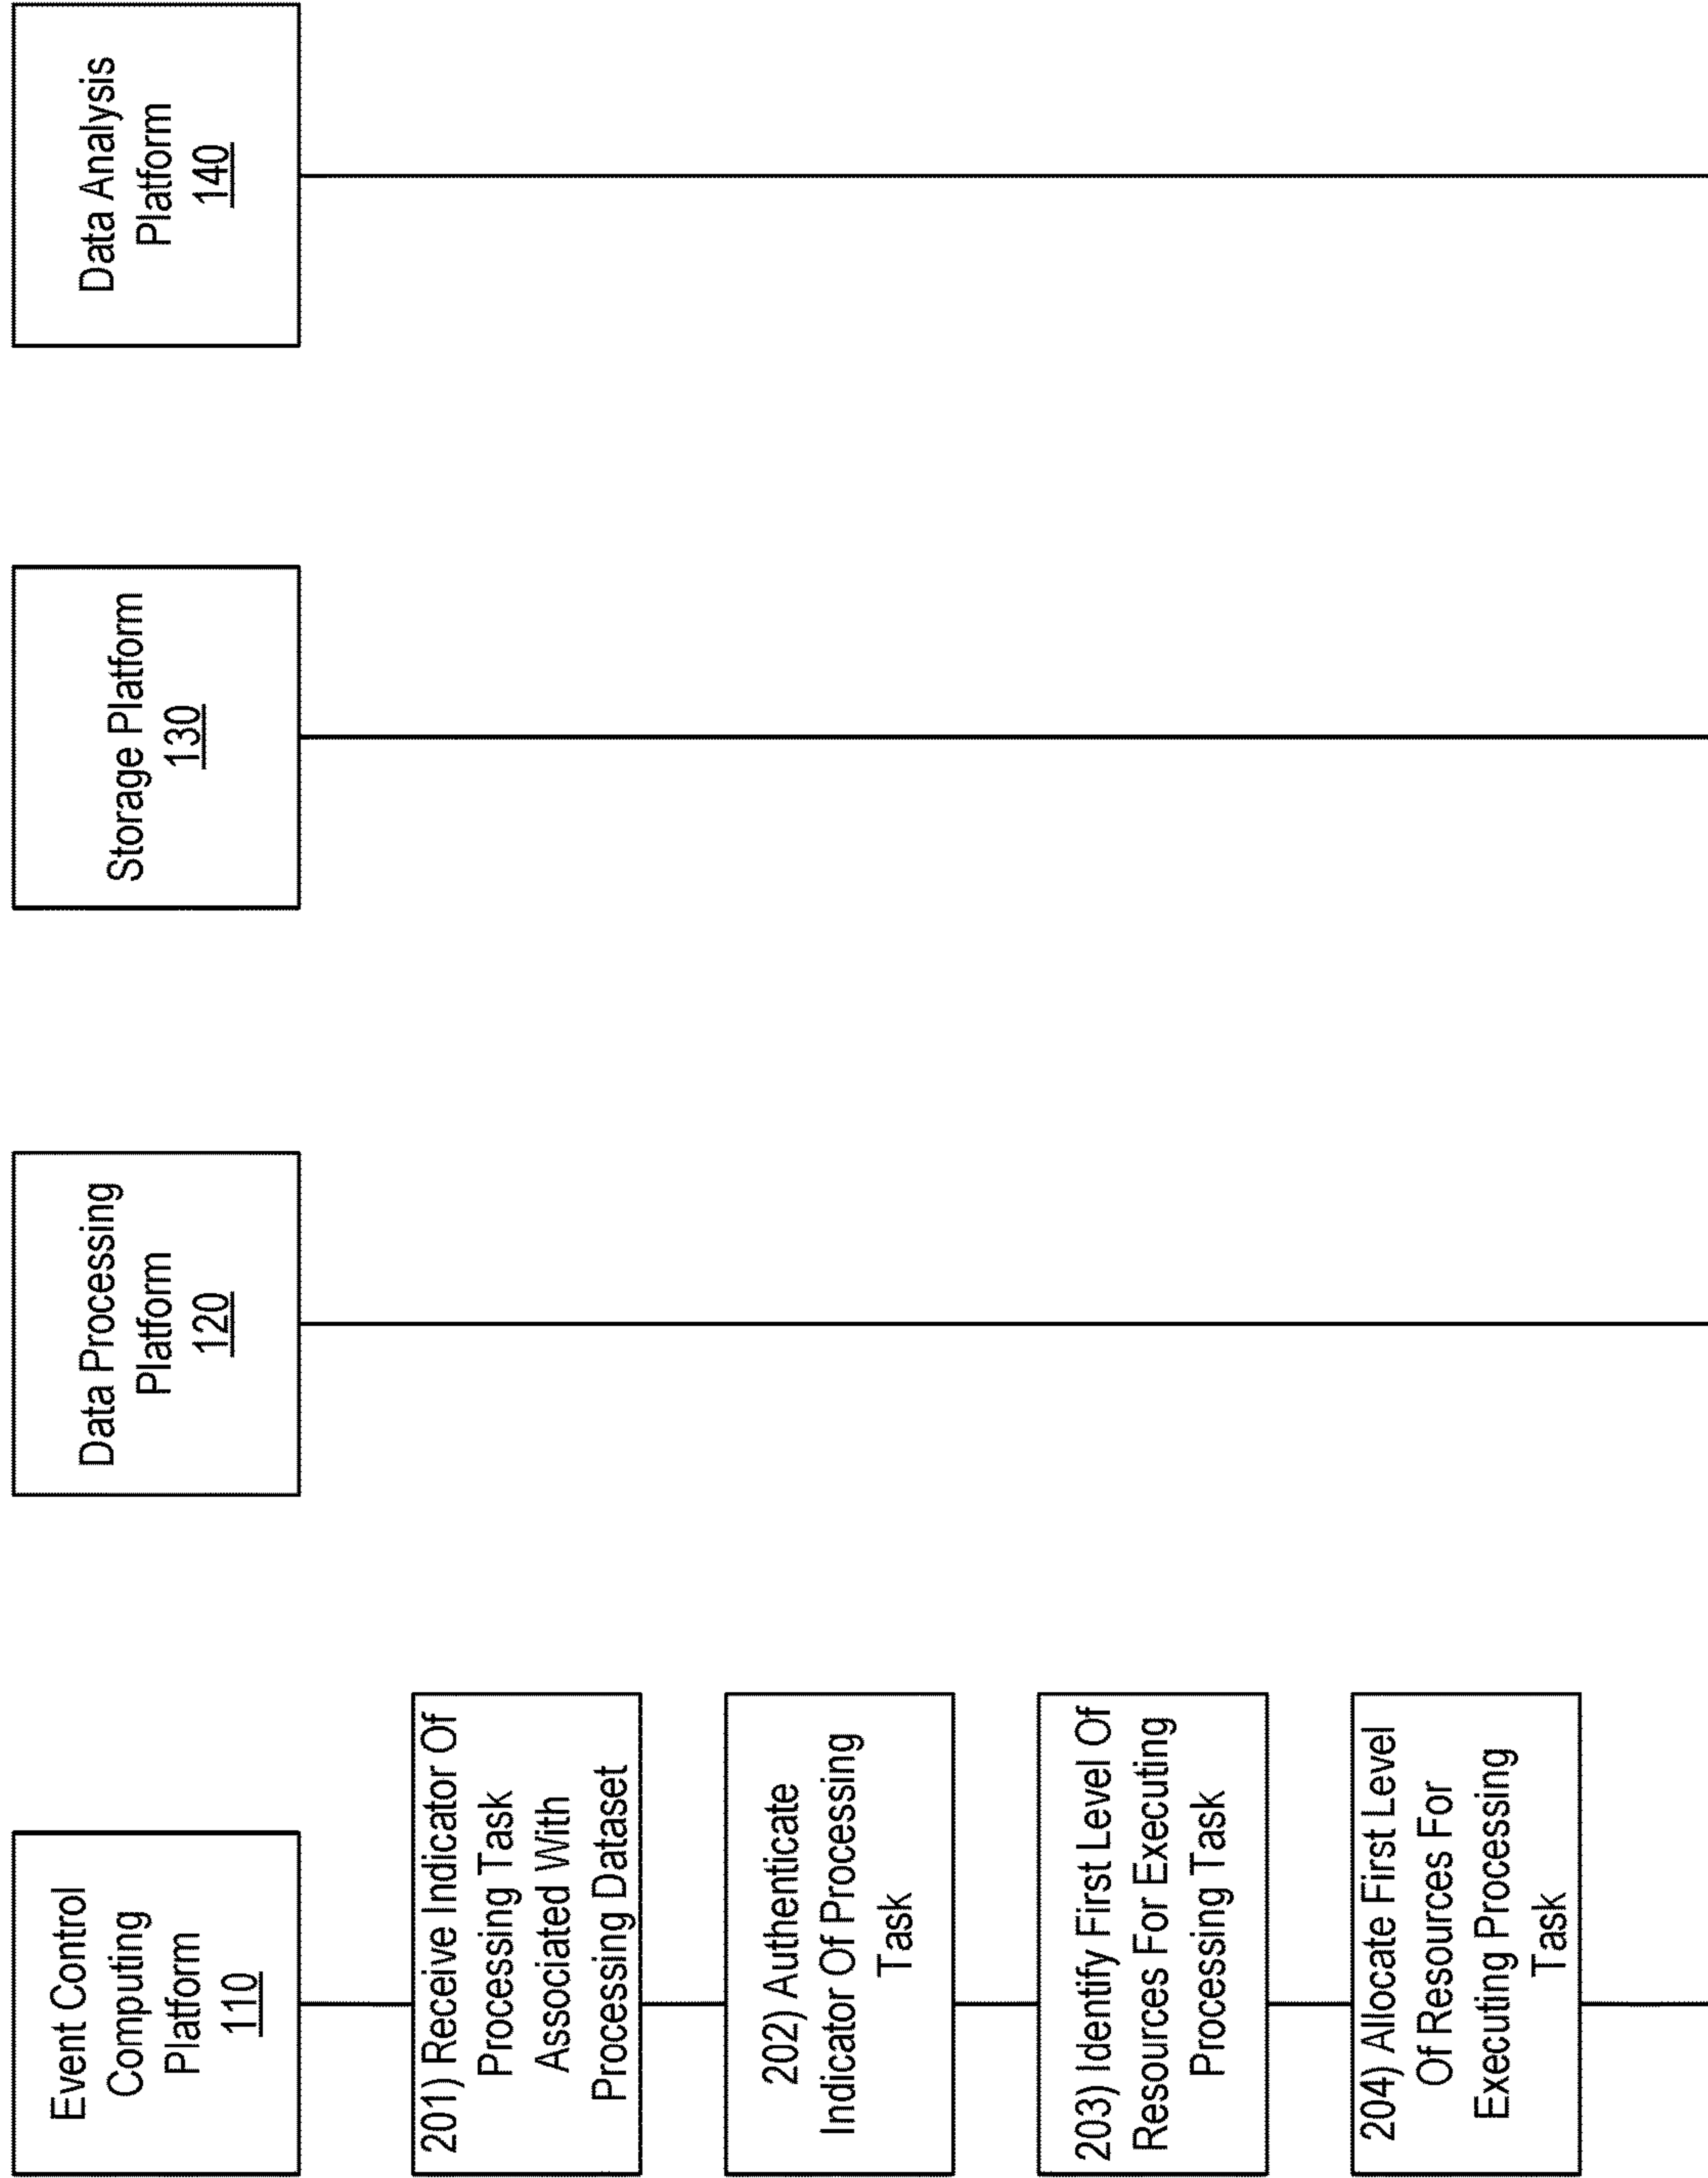 Event Control
Computing
Platform
110
Data Processing
Platform
120
Storage Platform
130
Data Analysis
Platform
140
201) Receive Indicator Of
Processing Task
Associated With
Processing Dataset
202) Authenticate
Indicator Of Processing
Task
203) Identify First Level Of
Resources For Executing
Processing Task
204) Allocate First Level
Of Resources For
Executing Processing
Task